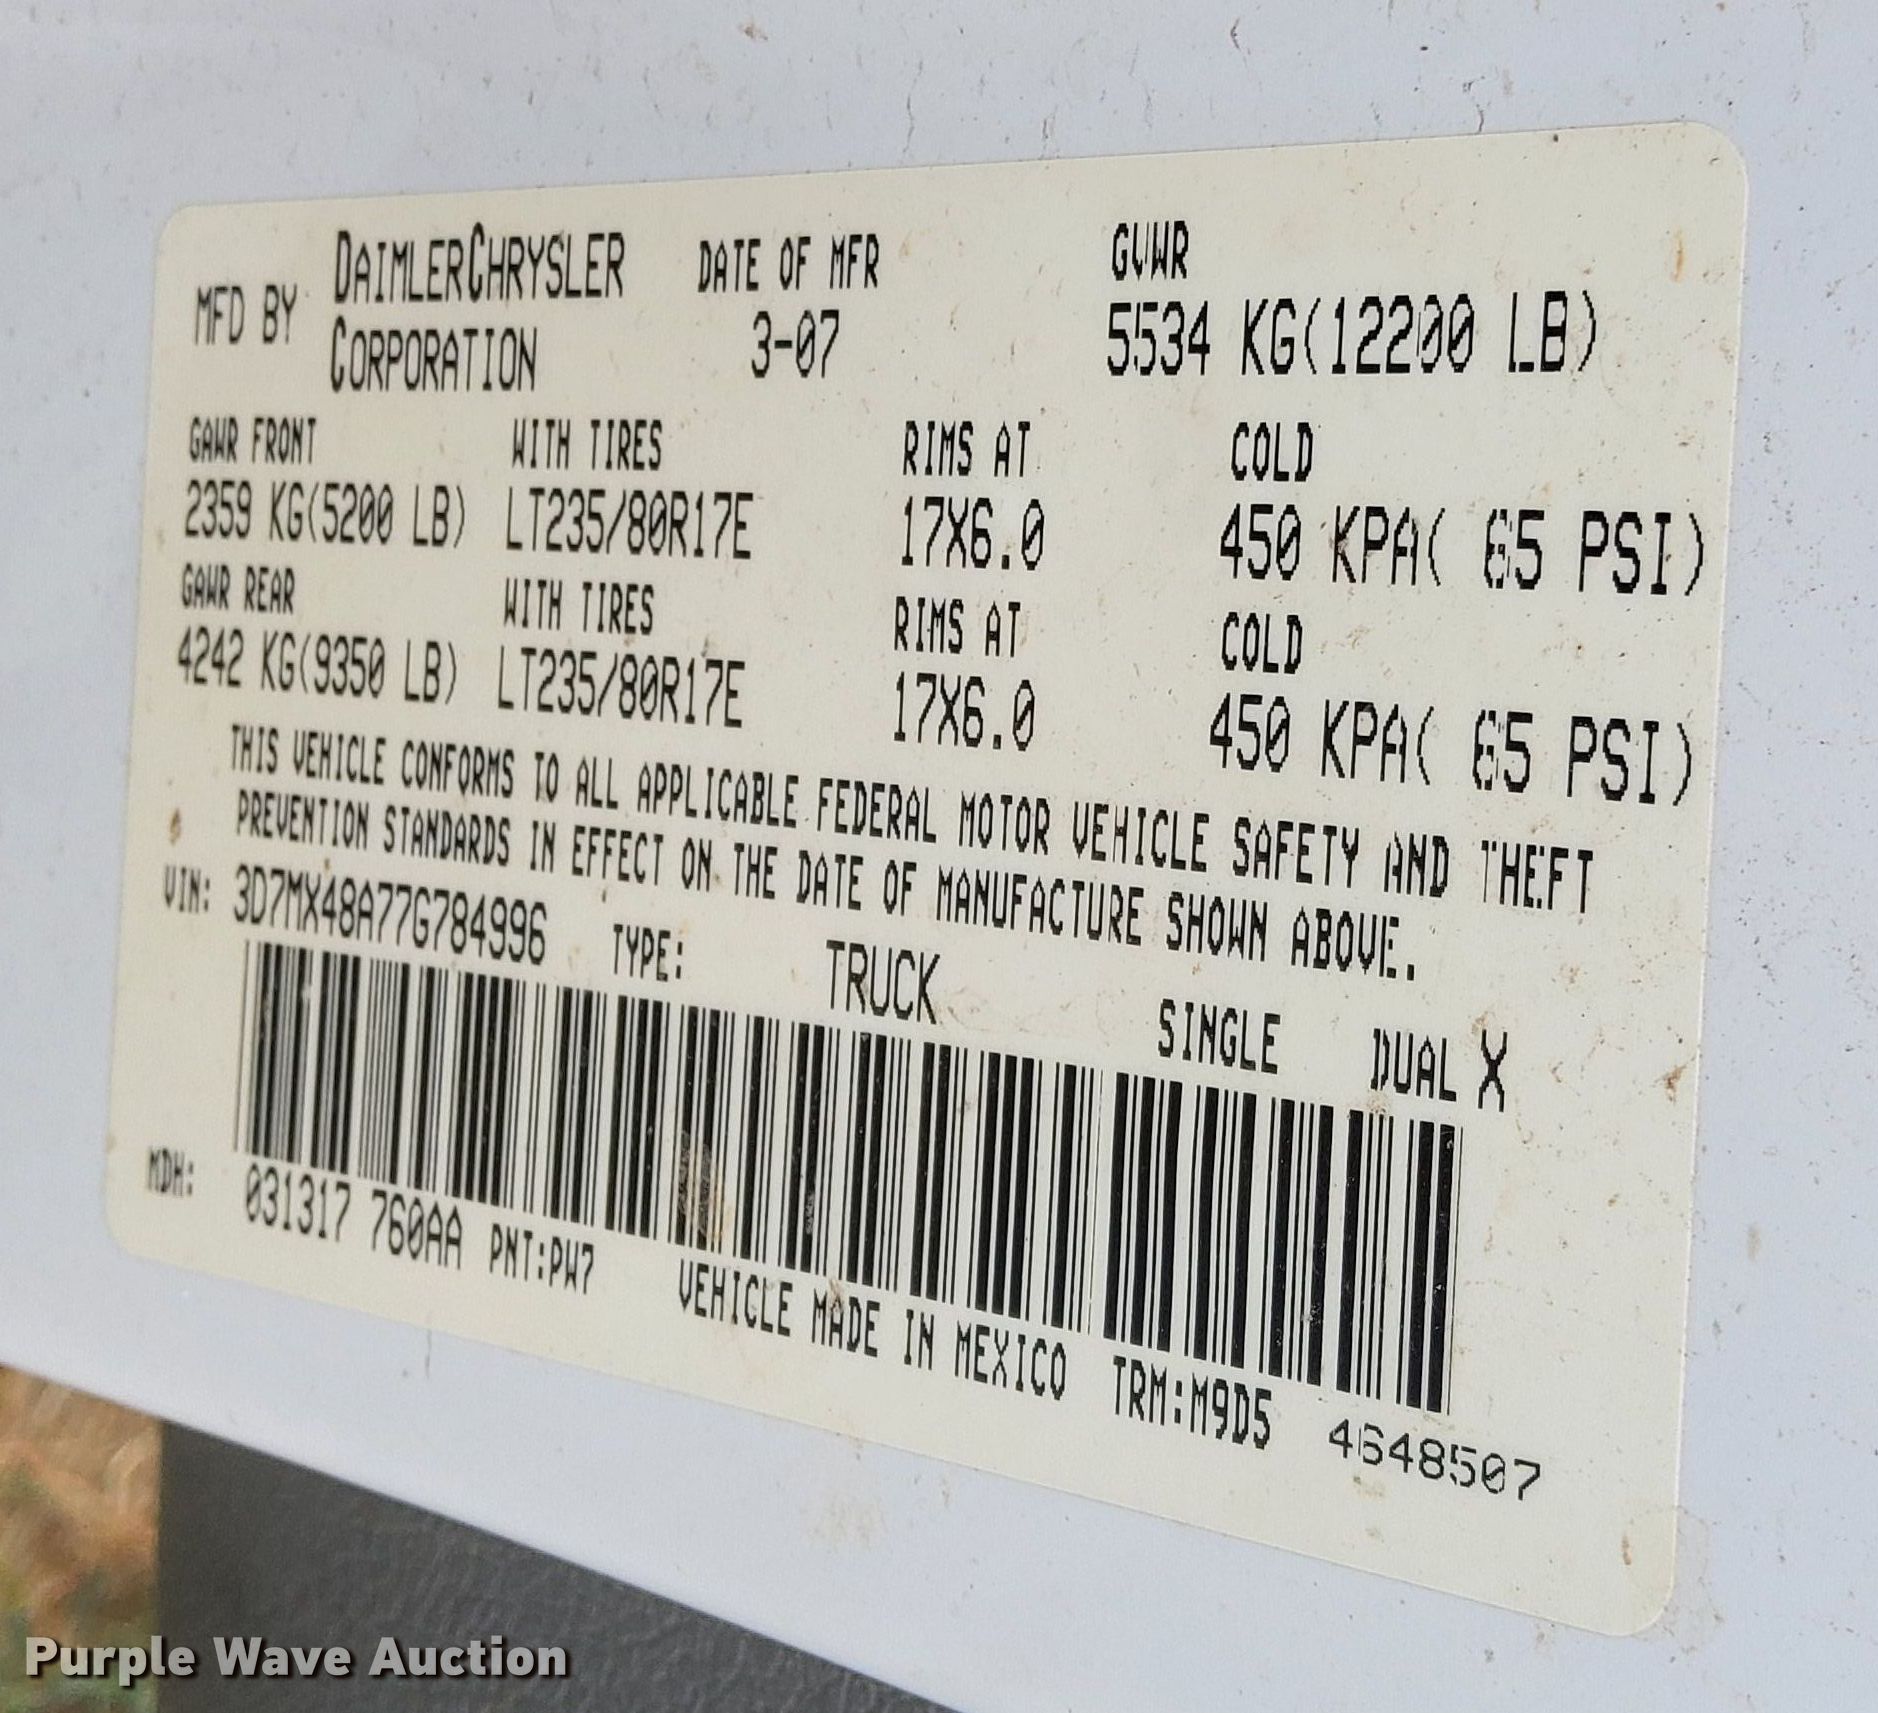 MFD BY DAIMLERCHRYSLER CORPORATION DATE OF MFR 3-07 GVWR 5534 KG(12200 LB)
GAWR FRONT WITH TIRES RIMS AT COLD
2359 KG(5200 LB) LT235/80R17E 17X6.0 450 KPA( 65 PSI)
GAWR REAR WITH TIRES RIMS AT COLD
4242 KG(9350 LB) LT235/80R17E 17X6.0 450 KPA( 65 PSI)
THIS VEHICLE CONFORMS TO ALL APPLICABLE FEDERAL MOTOR VEHICLE SAFETY AND THEFT
PREVENTION STANDARDS IN EFFECT ON THE DATE OF MANUFACTURE SHOWN ABOVE.
VIN: 3D7MX48A77G784996 TYPE: TRUCK SINGLE DUAL X
MDH: 031317 760AA PNT:PW7 VEHICLE MADE IN MEXICO TRM:M9D5 4648507
Purple Wave Auction